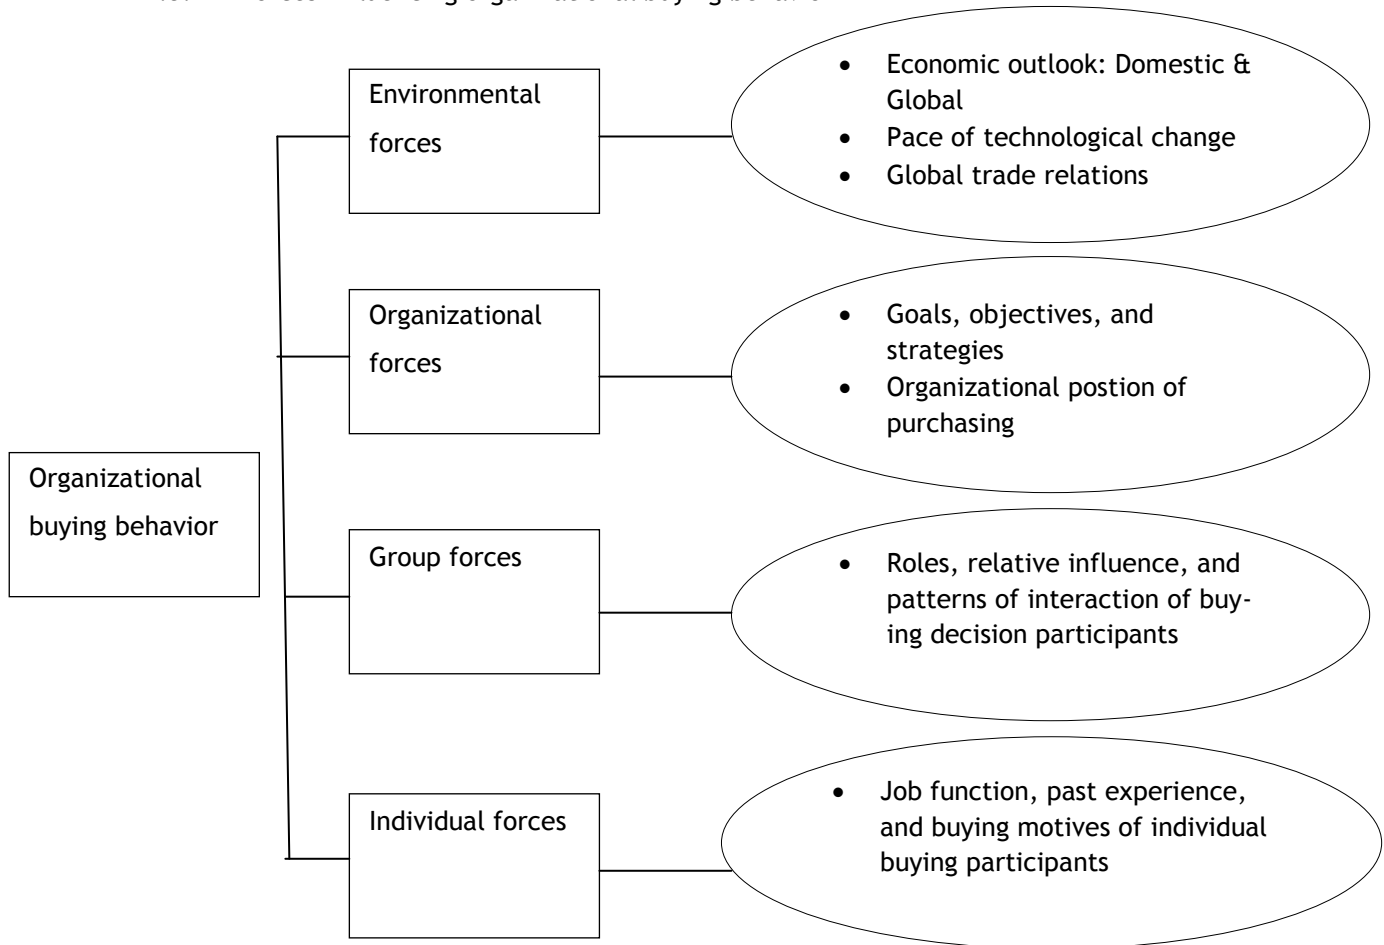 Environmental
forces
Economic outlook: Domestic &
Global
Pace of technological change
Global trade relations
Organizational
forces
Goals, objectives, and
strategies
Organizational postion of
purchasing
Organizational
buying behavior
Group forces
Roles, relative influence, and
patterns of interaction of buy-
ing decision participants
Individual forces
Job function, past experience,
and buying motives of individual
buying participants